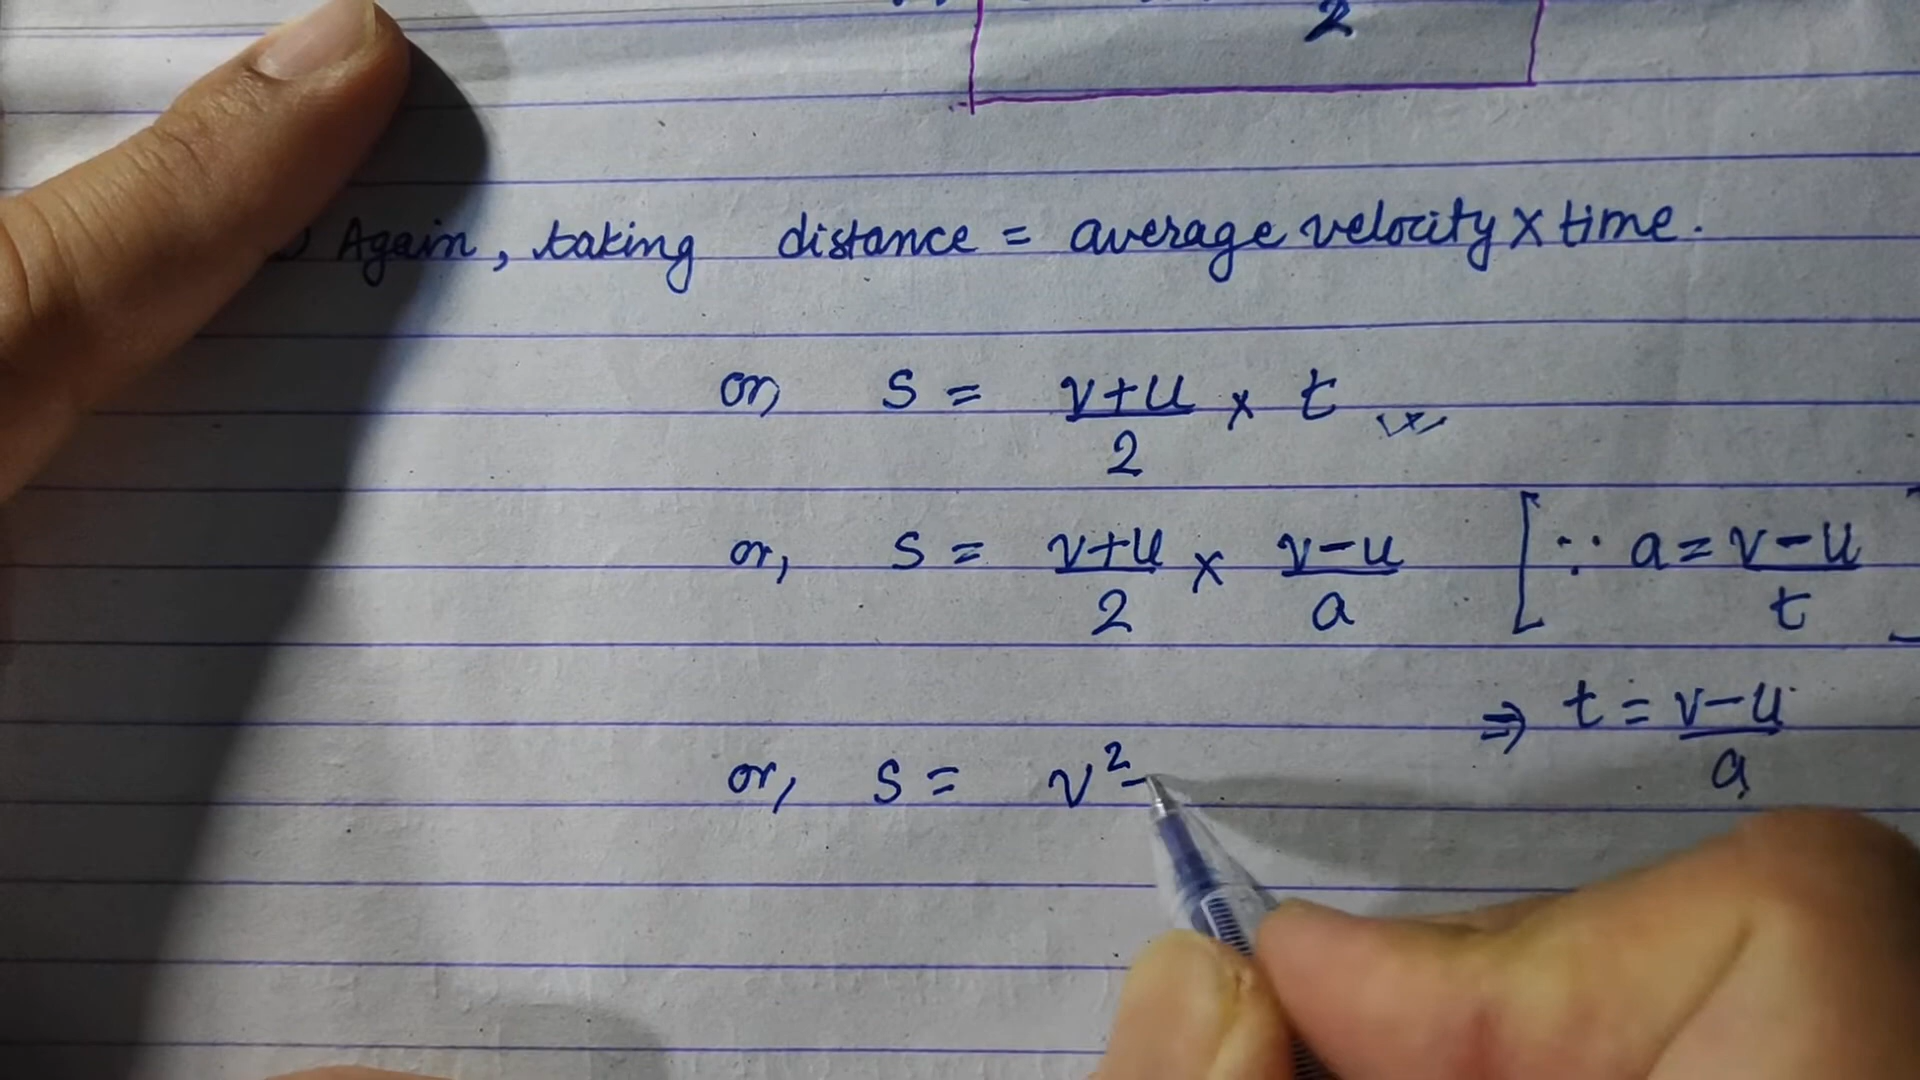 2
Again, taking distance = average velocity × time.
or, s = v+u/2 × t
or, s = v+u/2 × v-u/a [∵ a = v-u/t]
⇒ t = v-u/a
or, s = v²-